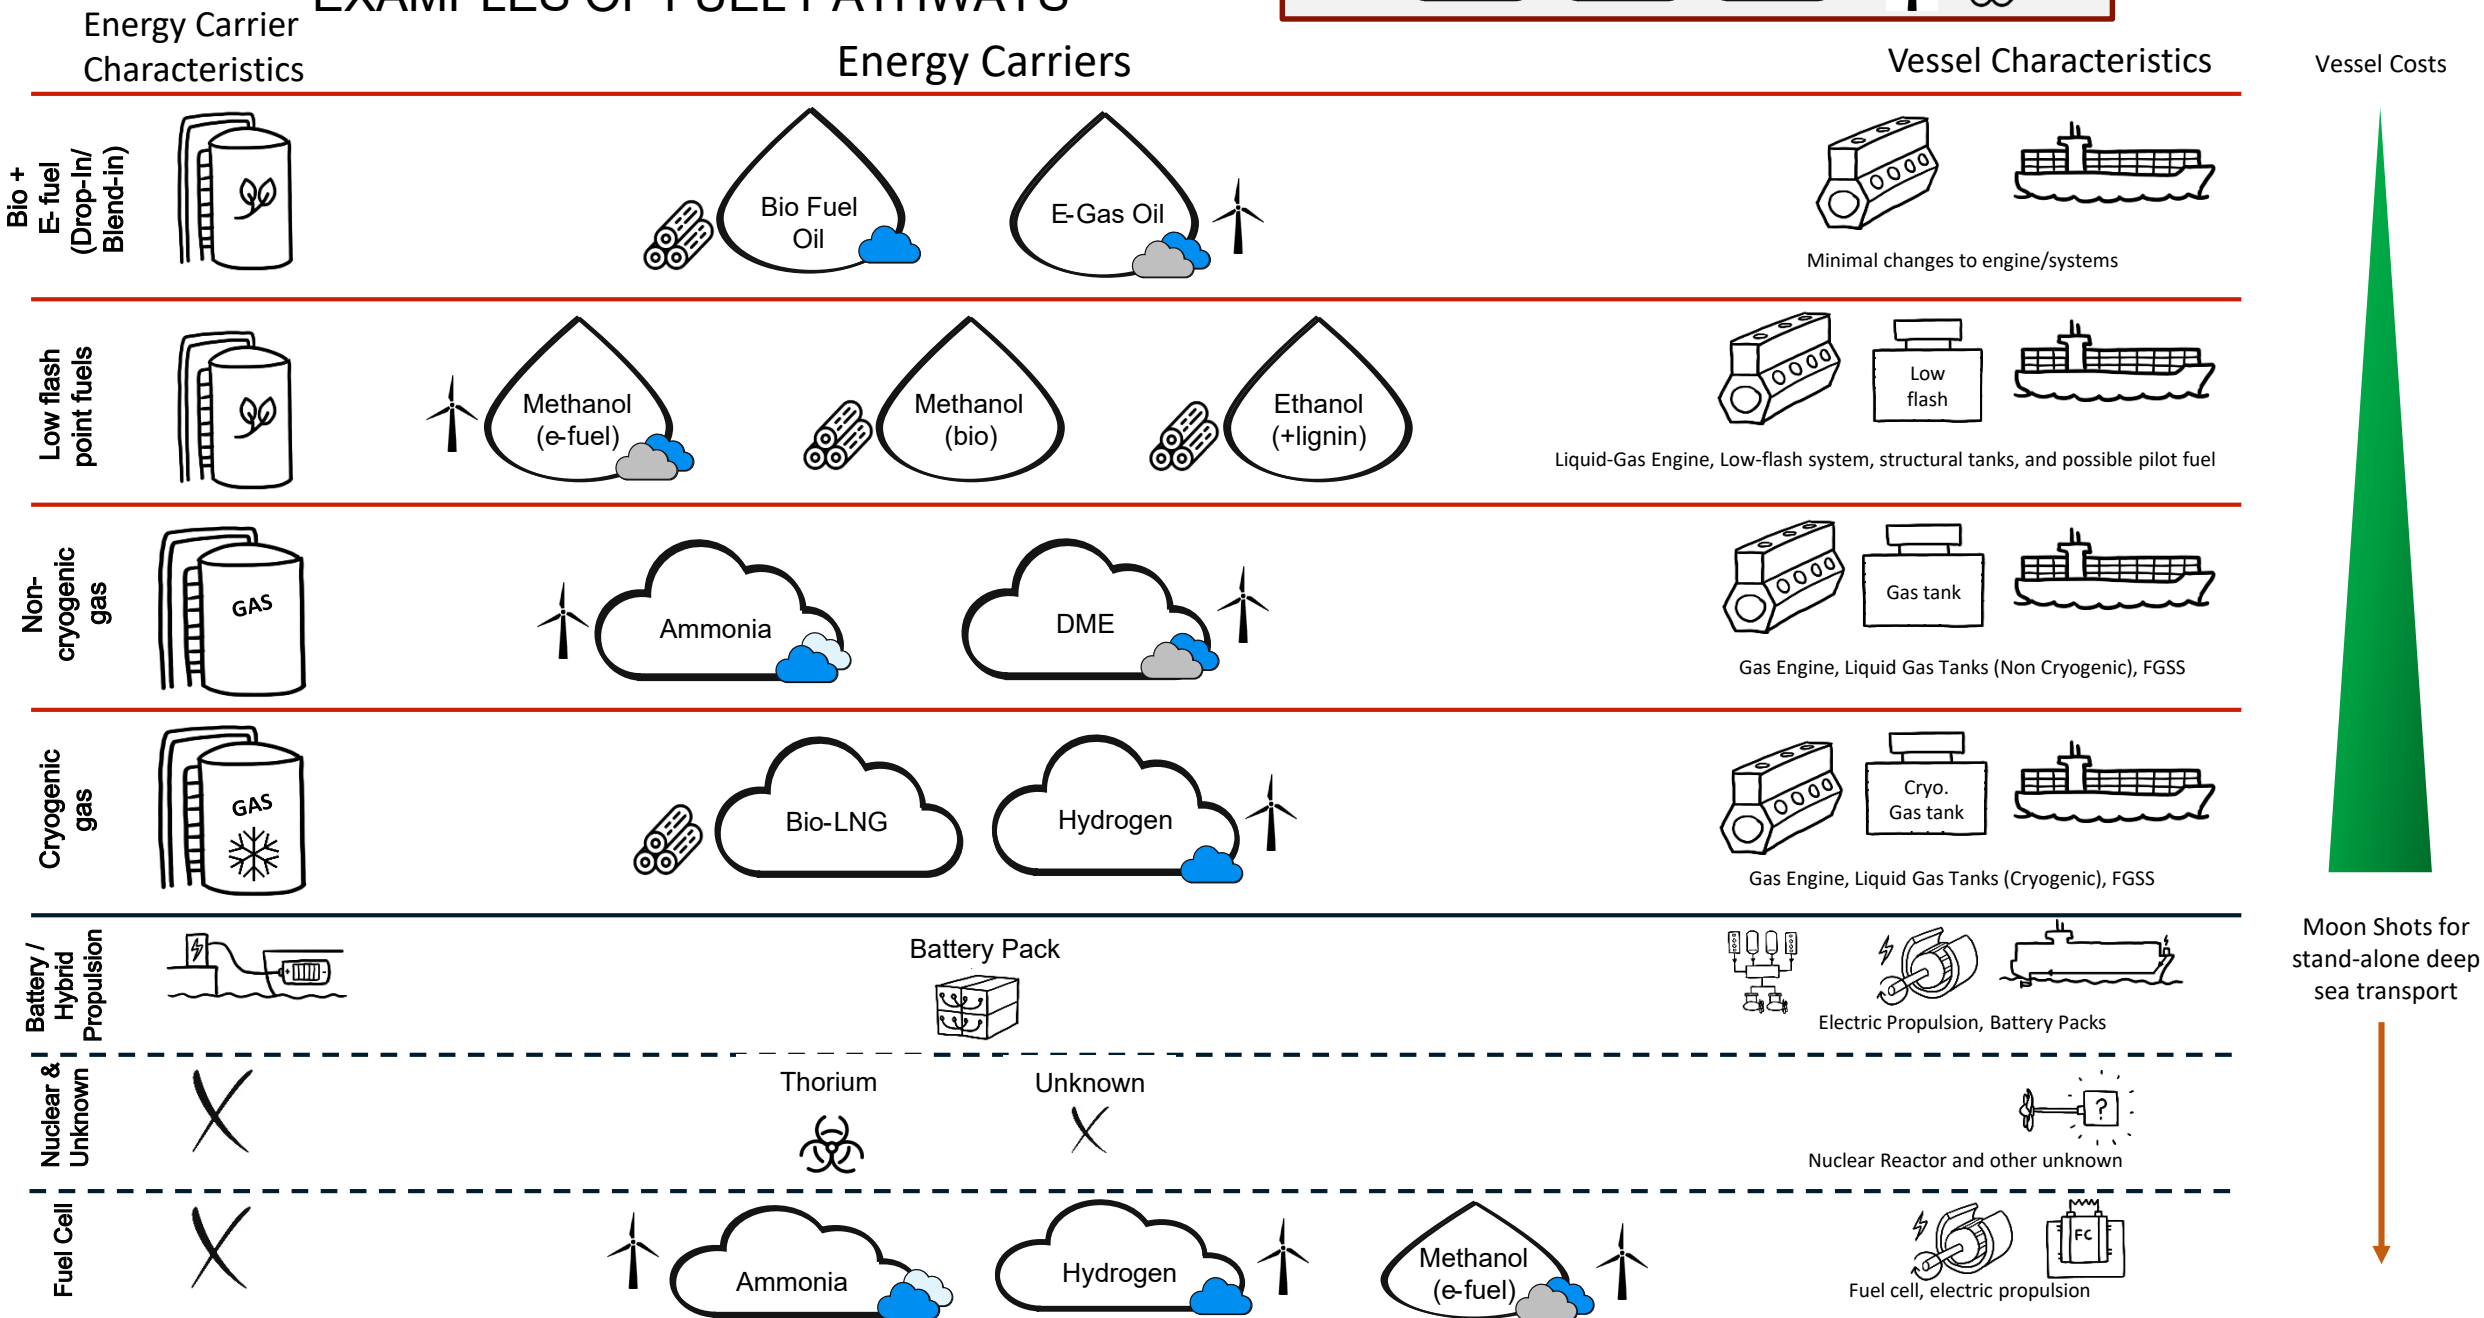 EXAMPLES OF FUEL PATHWAYS
Energy Carrier
Characteristics
Energy Carriers
Vessel Characteristics
Vessel Costs
Bio +
E- fuel
(Drop-In/
Blend-in)
Bio Fuel
Oil
E-Gas Oil
Minimal changes to engine/systems
Low flash
point fuels
Methanol
(e-fuel)
Methanol
(bio)
Ethanol
(+lignin)
Low
flash
Liquid-Gas Engine, Low-flash system, structural tanks, and possible pilot fuel
Non-
cryogenic
gas
GAS
Ammonia
DME
Gas tank
Gas Engine, Liquid Gas Tanks (Non Cryogenic), FGSS
Cryogenic
gas
GAS
Bio-LNG
Hydrogen
Cryo.
Gas tank
Gas Engine, Liquid Gas Tanks (Cryogenic), FGSS
Battery /
Hybrid
Propulsion
Battery Pack
Electric Propulsion, Battery Packs
Moon Shots for
stand-alone deep
sea transport
Nuclear &
Unknown
Thorium
Unknown
?
Nuclear Reactor and other unknown
Fuel Cell
Ammonia
Hydrogen
Methanol
(e-fuel)
FC
Fuel cell, electric propulsion